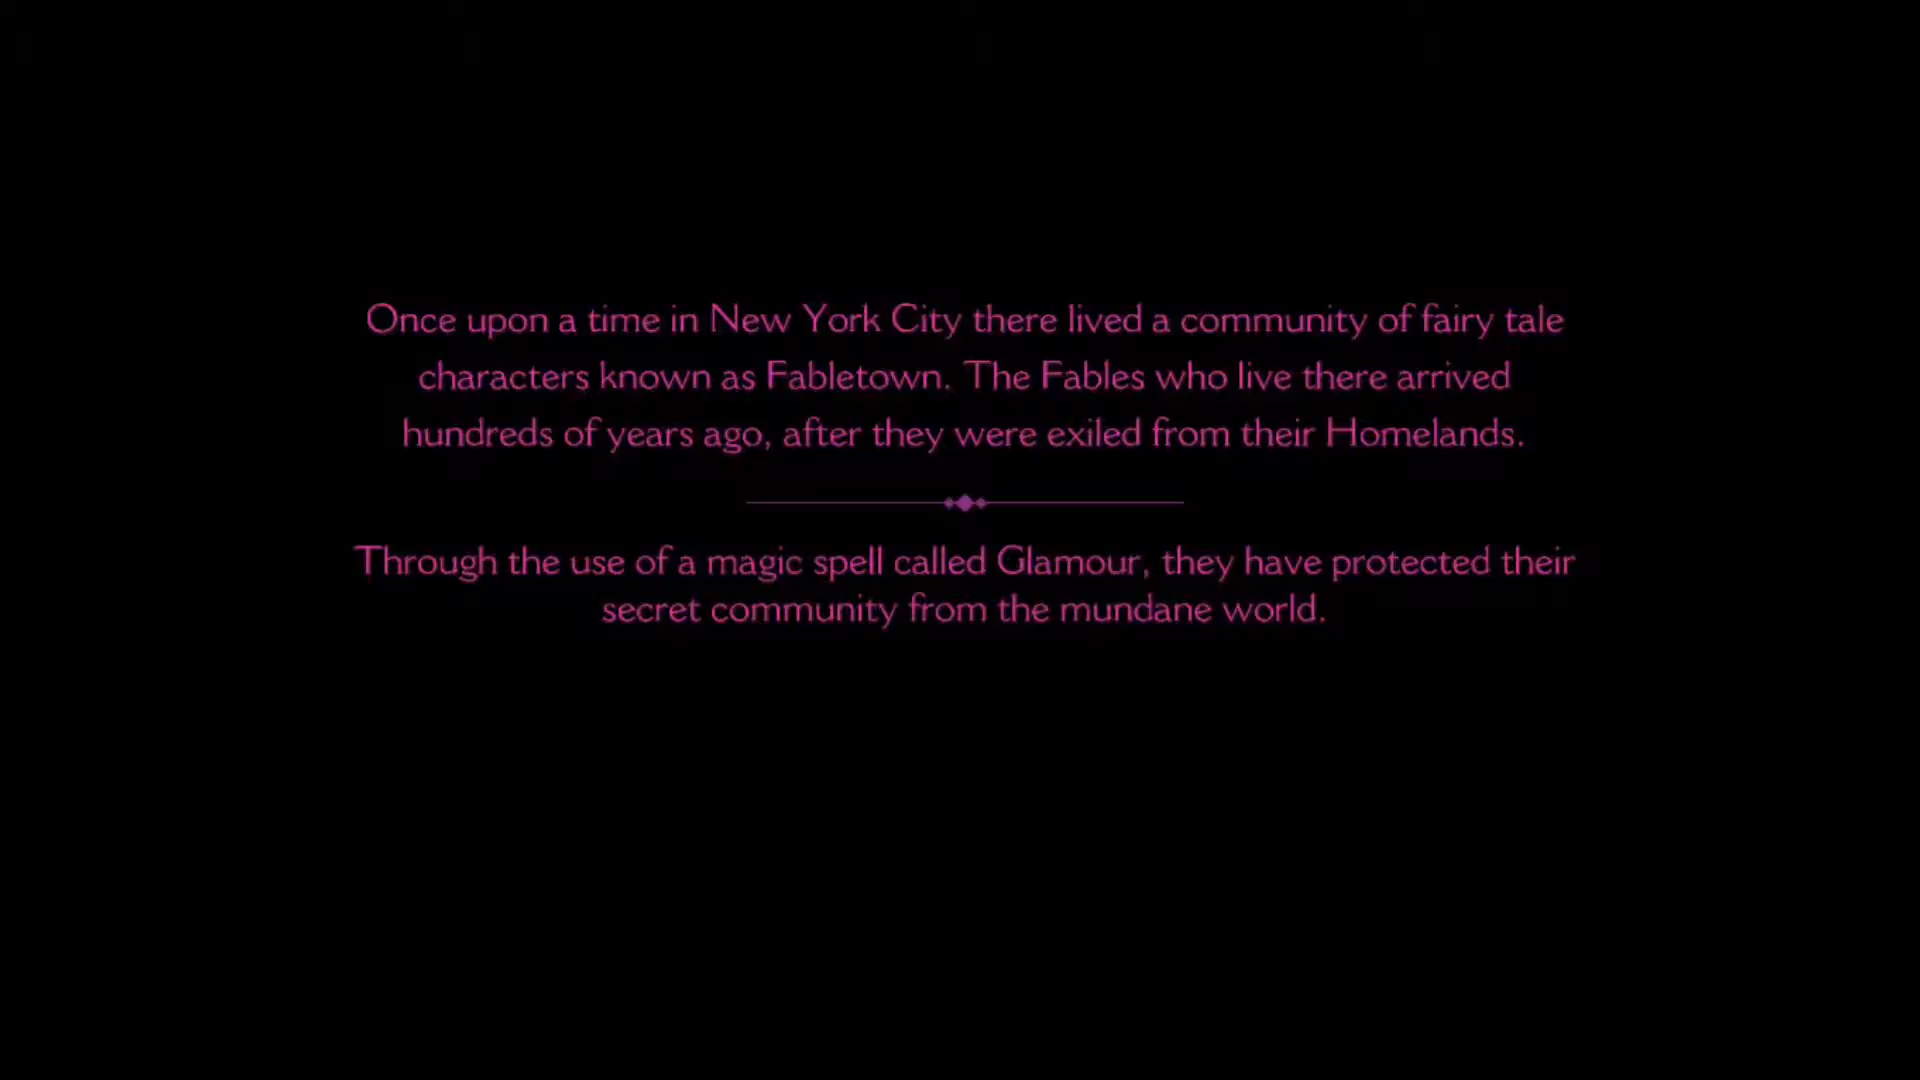 Once upon a time in New York City there lived a community of fairy tale
characters known as Fabletown. The Fables who live there arrived
hundreds of years ago, after they were exiled from their Homelands.
Through the use of a magic spell called Glamour, they have protected their
secret community from the mundane world.